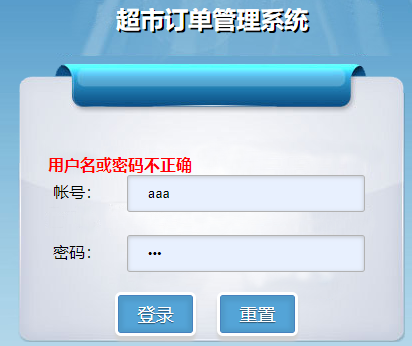 超市订单管理系统
用户名或密码不正确
帐号： aaa
密码： •••
登录 重置